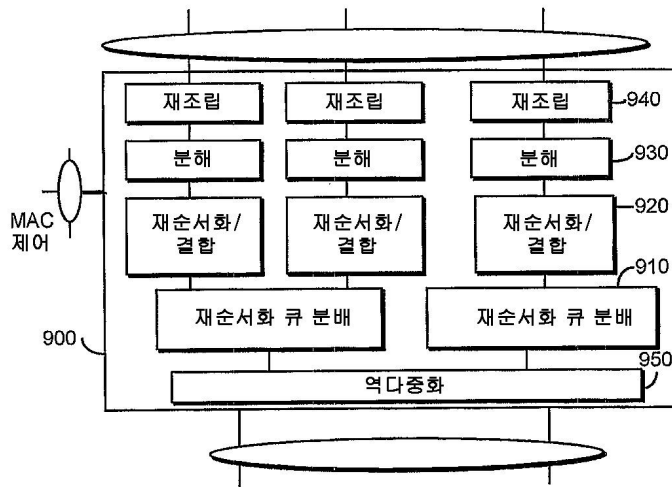 재조립
재조립
재조립
940
분해
분해
분해
930
MAC
제어
재순서화/
결합
재순서화/
결합
재순서화/
결합
920
910
재순서화 큐 분배
재순서화 큐 분배
900
950
역다중화